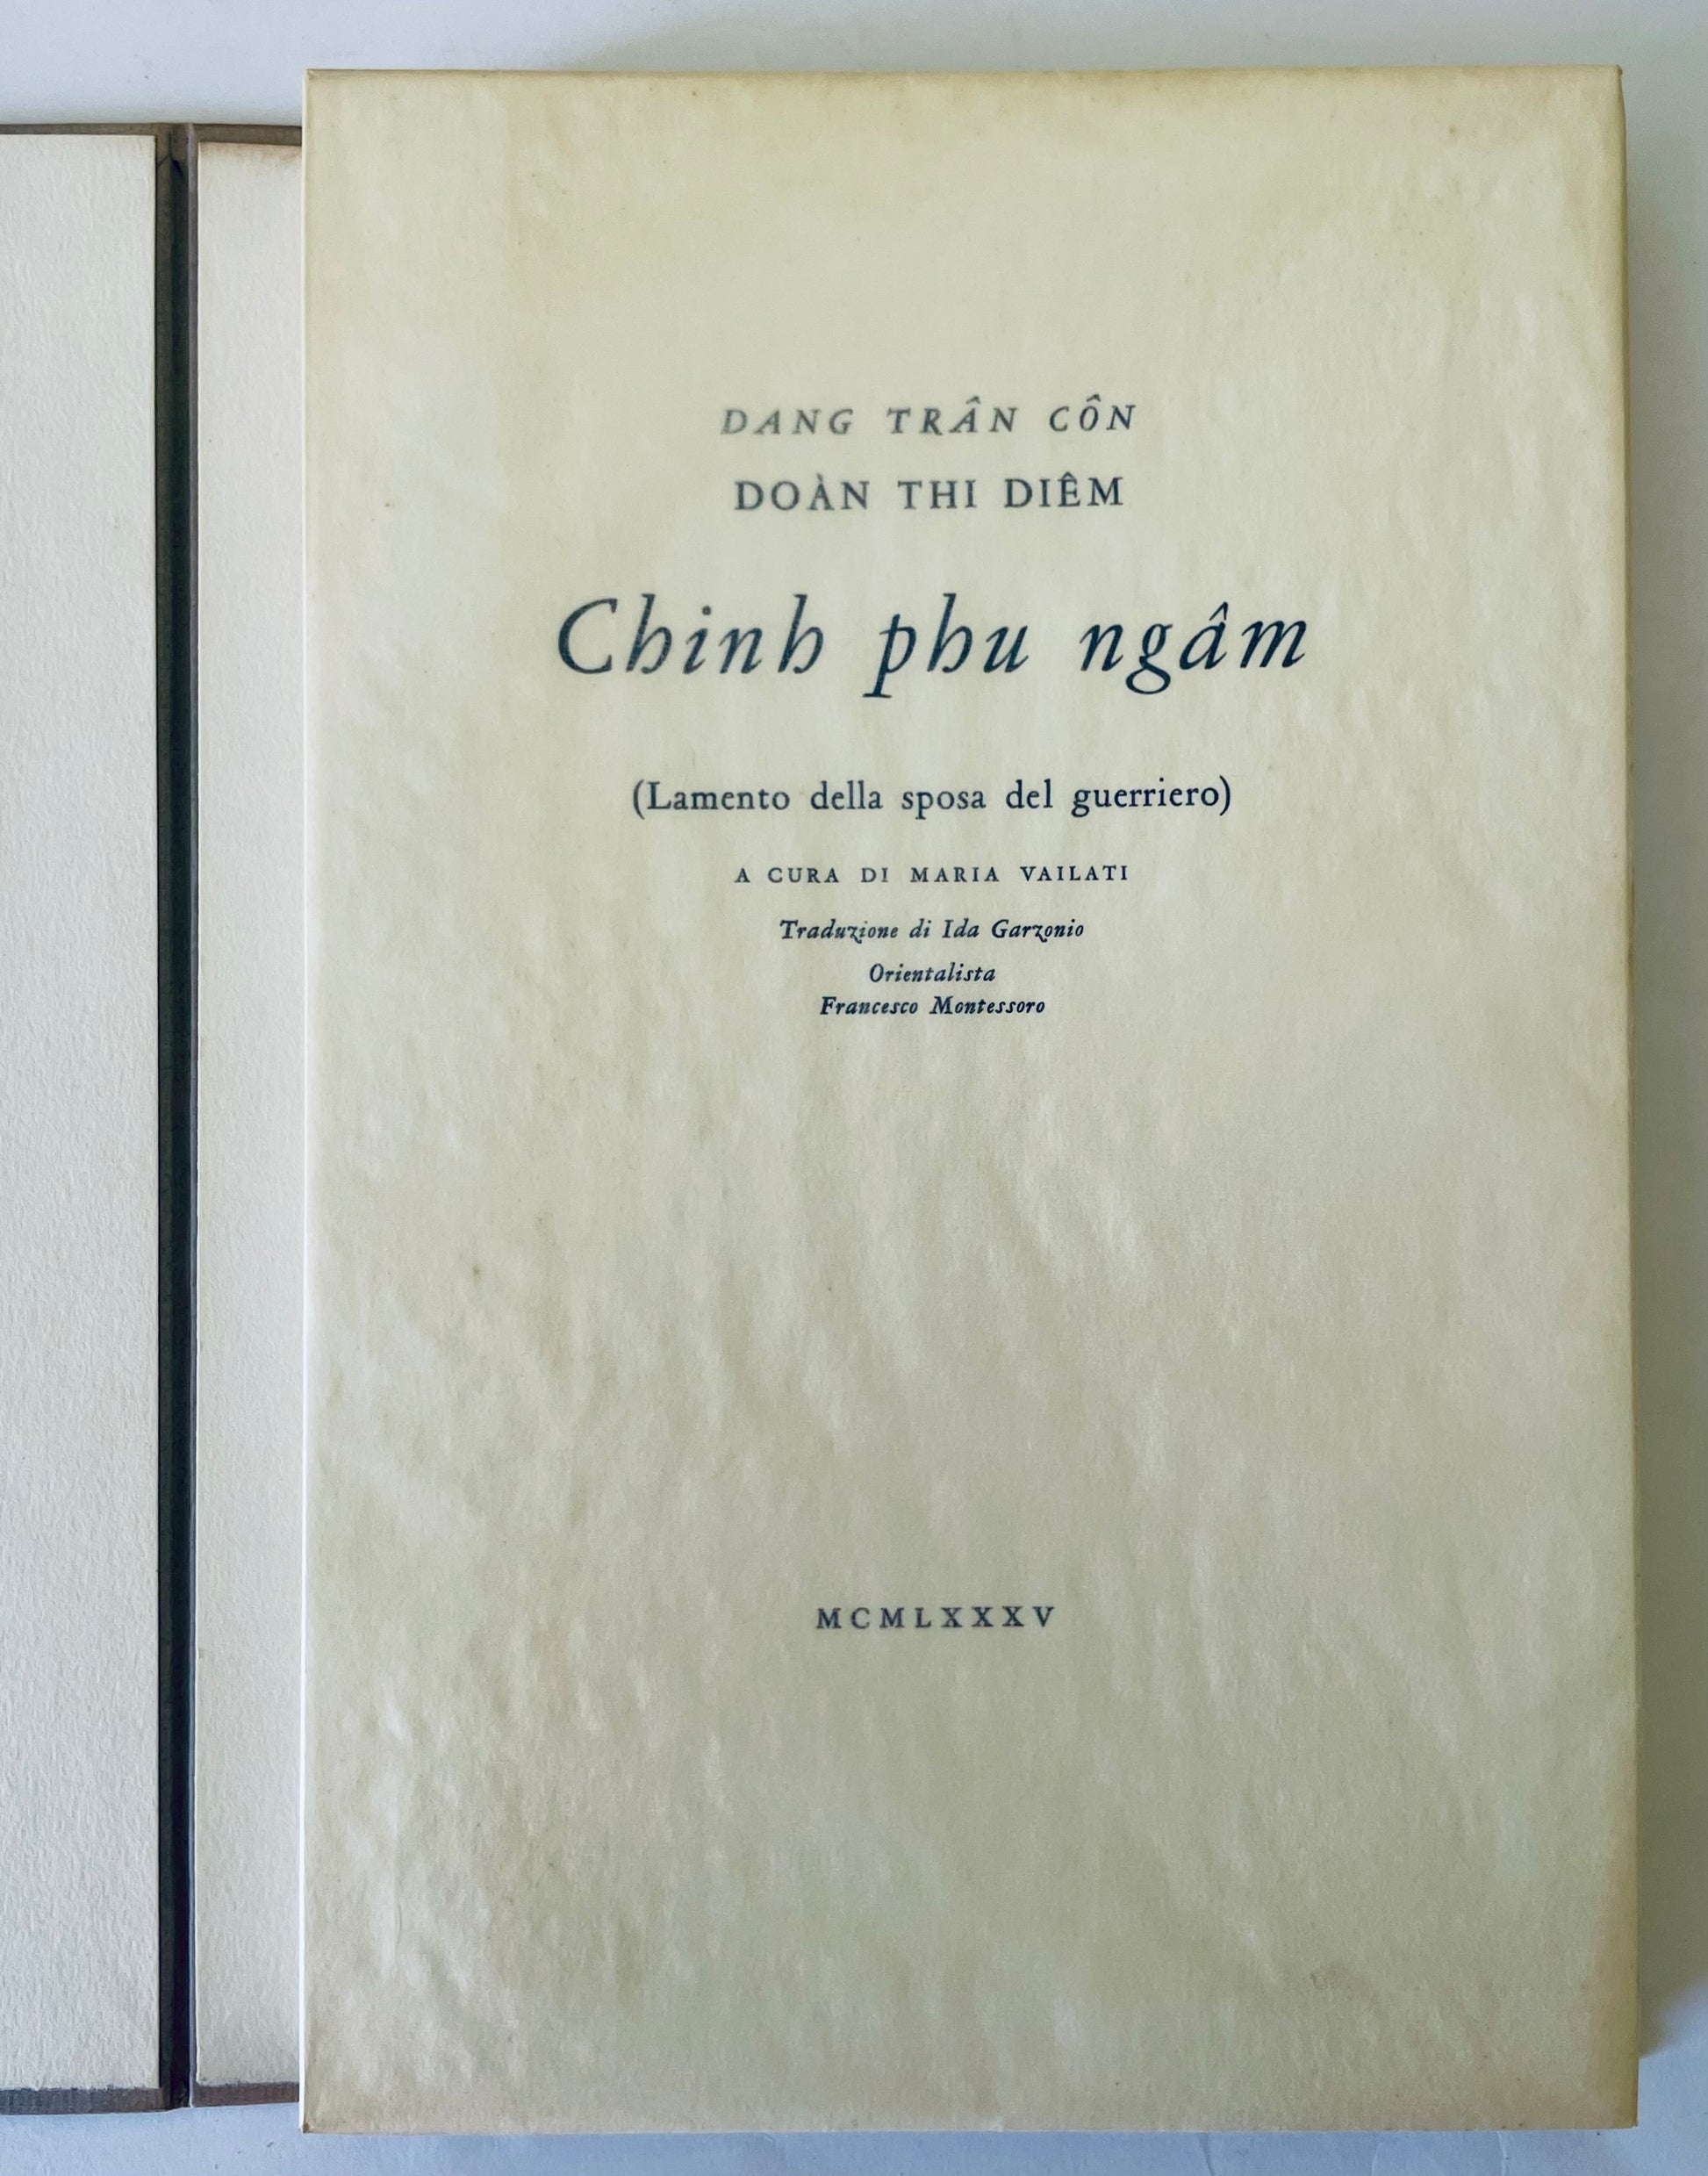 DANG TRÂN CÔN
DOÀN THI DIÊM
Chinh phu ngâm
(Lamento della sposa del guerriero)
A CURA DI MARIA VAILATI
Traduzione di Ida Garzonio
Orientalista
Francesco Montessoro
MCMLXXXV